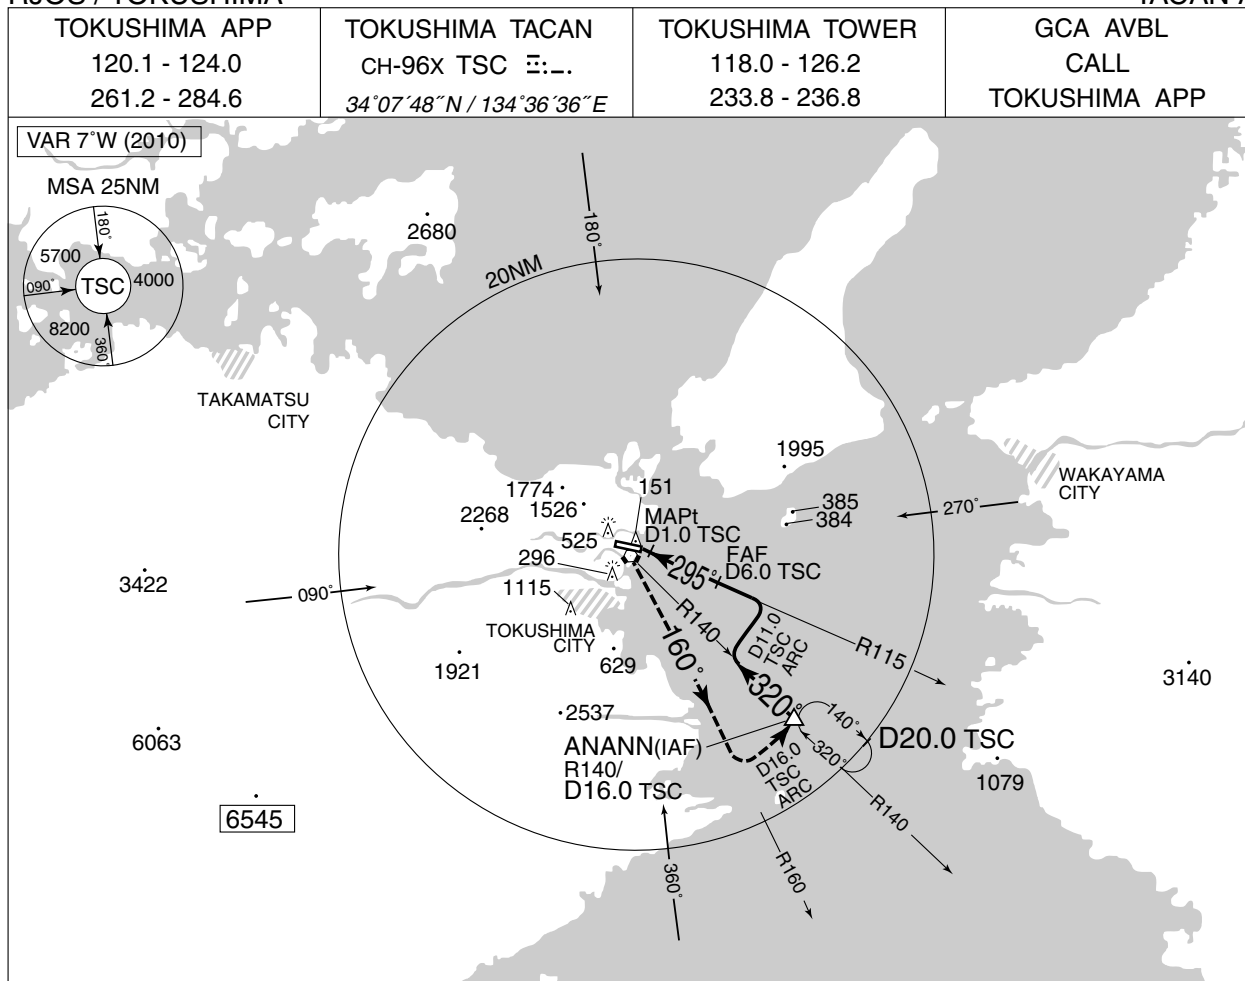 RJOS / TOKUSHIMA
TACAN
TOKUSHIMA APP
120.1 - 124.0
261.2 - 284.6
TOKUSHIMA TACAN
CH-96X TSC
34°07´48˝N / 134°36´36˝E
TOKUSHIMA TOWER
118.0 - 126.2
233.8 - 236.8
GCA AVBL
CALL
TOKUSHIMA APP
VAR 7°W (2010)
MSA 25NM
180°
5700
090°
TSC
4000
8200
360°
2680
180°
20NM
TAKAMATSU
CITY
1995
WAKAYAMA
CITY
270°
385
384
1774
1526
2268
151
MAPt
D1.0 TSC
525
296
FAF
D6.0 TSC
295°
3422
090°
1115
TOKUSHIMA
CITY
R140
160°
D11.0
TSC
ARC
R115
1921
629
320°
3140
2537
6063
ANANN(IAF)
R140/
D16.0 TSC
140°
320°
D20.0 TSC
D16.0
TSC
ARC
1079
6545
R140
360°
R160